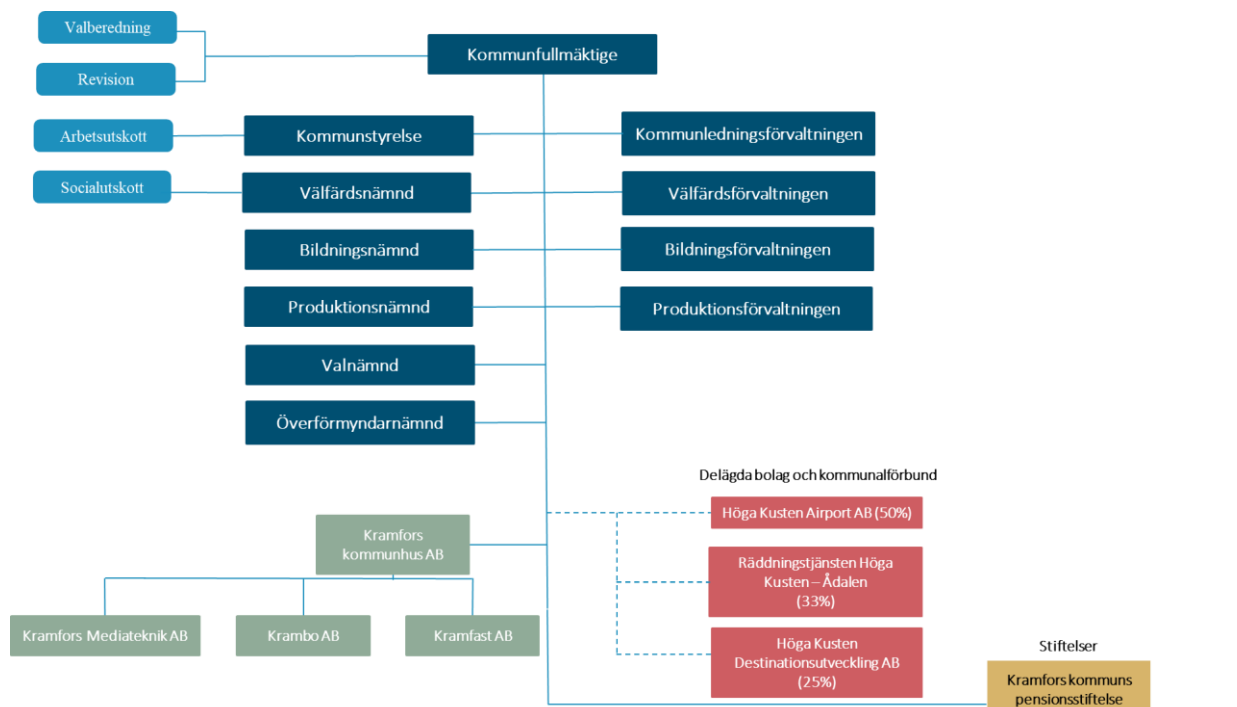 Valberedning
Kommunfullmäktige
Revision
Arbetsutskott
Kommunstyrelse
Kommunledningsförvaltningen
Socialutskott
Välfärdsnämnd
Välfärdsförvaltningen
Bildningsnämnd
Bildningsförvaltningen
Produktionsnämnd
Produktionsförvaltningen
Valnämnd
Överförmyndarnämnd
Delägda bolag och kommunalförbund
Höga Kusten Airport AB (50%)
Kramfors
kommunhus AB
Räddningstjänsten Höga
Kusten – Ådalen
(33%)
Kramfors Mediateknik AB
Krambo AB
Kramfast AB
Höga Kusten
Destinationsutveckling AB
(25%)
Stiftelser
Kramfors kommuns
pensionsstiftelse